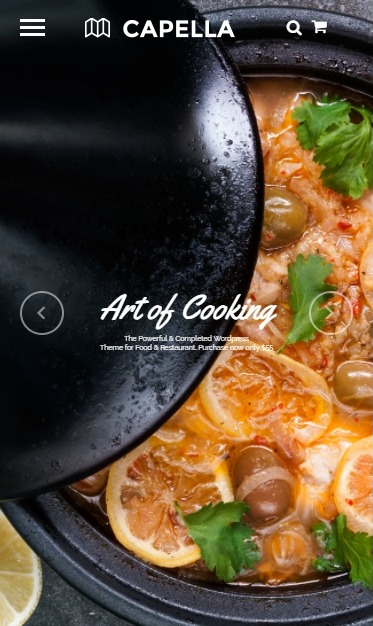 CAPELLA
Art of Cooking
The Powerful & Completed Wordpress
Theme for Food & Restaurant. Purchase now only $55